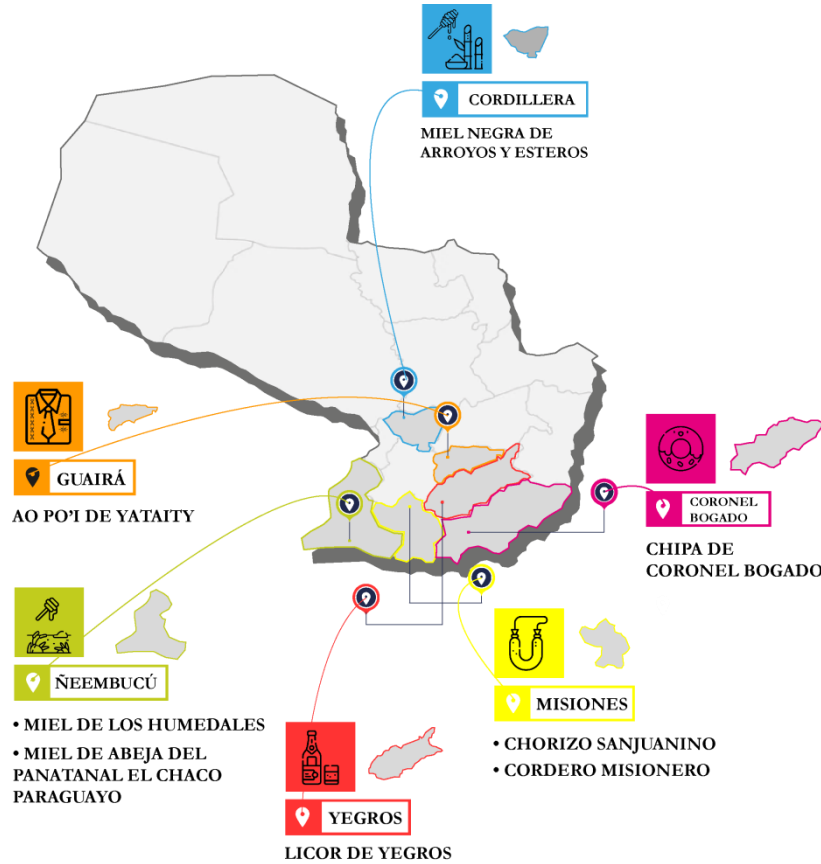 CORDILLERA
MIEL NEGRA DE
ARROYOS Y ESTEROS
GUAIRÁ
AO PO'I DE YATAITY
CORONEL
BOGADO
CHIPA DE
CORONEL BOGADO
ÑEEMBUCÚ
• MIEL DE LOS HUMEDALES
• MIEL DE ABEJA DEL
PANATANAL EL CHACO
PARAGUAYO
MISIONES
• CHORIZO SANJUANINO
• CORDERO MISIONERO
YEGROS
LICOR DE YEGROS